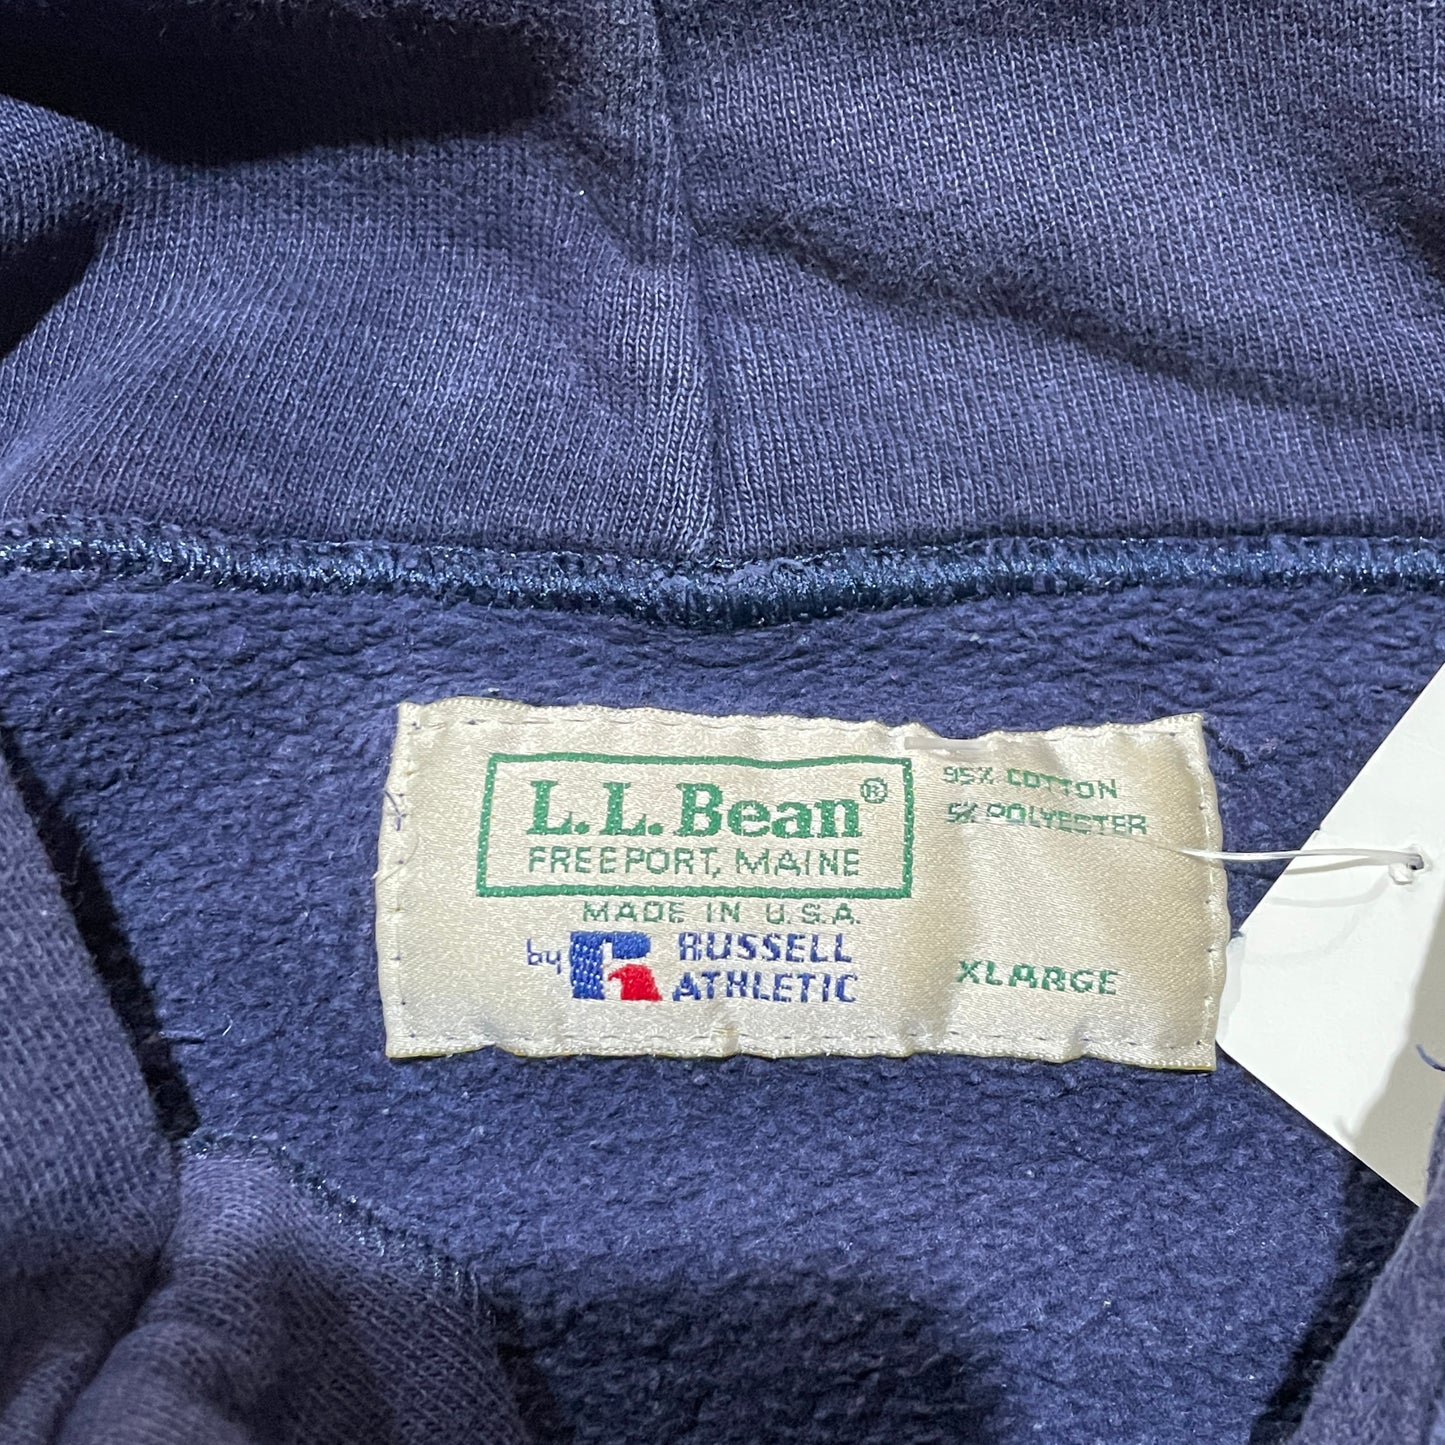 L.L.Bean®
FREEPORT, MAINE
MADE IN U.S.A.
by RUSSELL
ATHLETIC
95% COTTON
5% POLYESTER
XLARGE